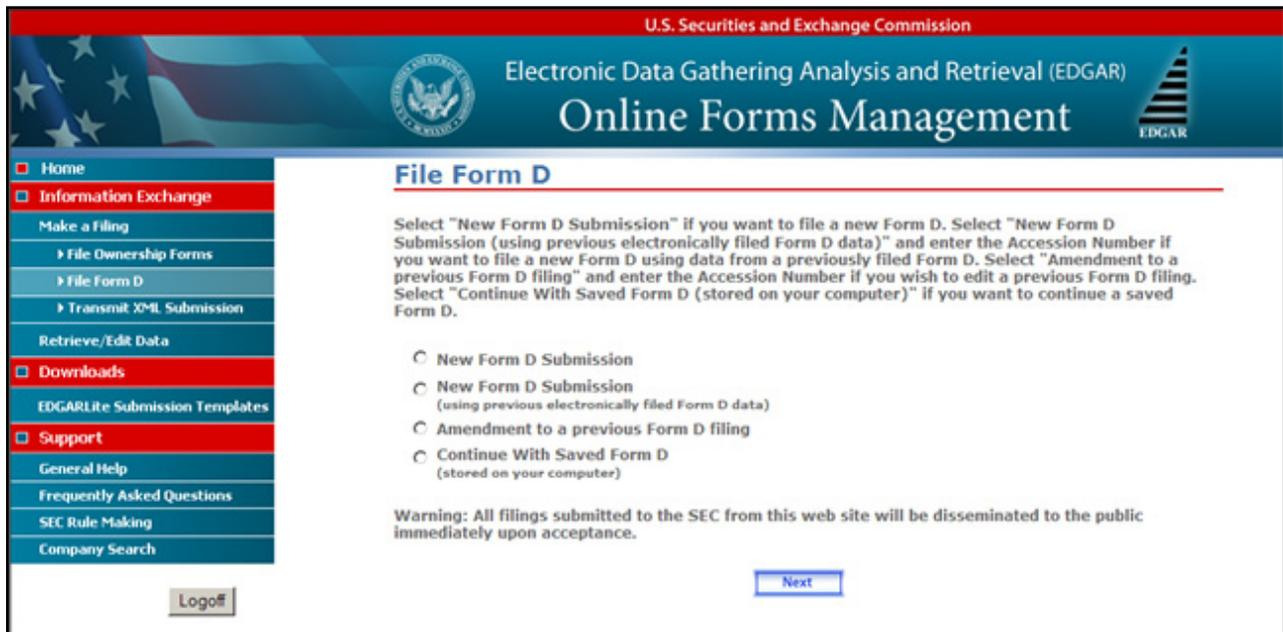 U.S. Securities and Exchange Commission
Electronic Data Gathering Analysis and Retrieval (EDGAR)
Online Forms Management
EDGAR
Home
Information Exchange
Make a Filing
File Ownership Forms
File Form D
Transmit XML Submission
Retrieve/Edit Data
Downloads
EDGARLite Submission Templates
Support
General Help
Frequently Asked Questions
SEC Rule Making
Company Search
Logoff
File Form D
Select "New Form D Submission" if you want to file a new Form D. Select "New Form D
Submission (using previous electronically filed Form D data)" and enter the Accession Number if
you want to file a new Form D using data from a previously filed Form D. Select "Amendment to a
previous Form D filing" and enter the Accession Number if you wish to edit a previous Form D filing.
Select "Continue With Saved Form D (stored on your computer)" if you want to continue a saved
Form D.
New Form D Submission
New Form D Submission
(using previous electronically filed Form D data)
Amendment to a previous Form D filing
Continue With Saved Form D
(stored on your computer)
Warning: All filings submitted to the SEC from this web site will be disseminated to the public
immediately upon acceptance.
Next